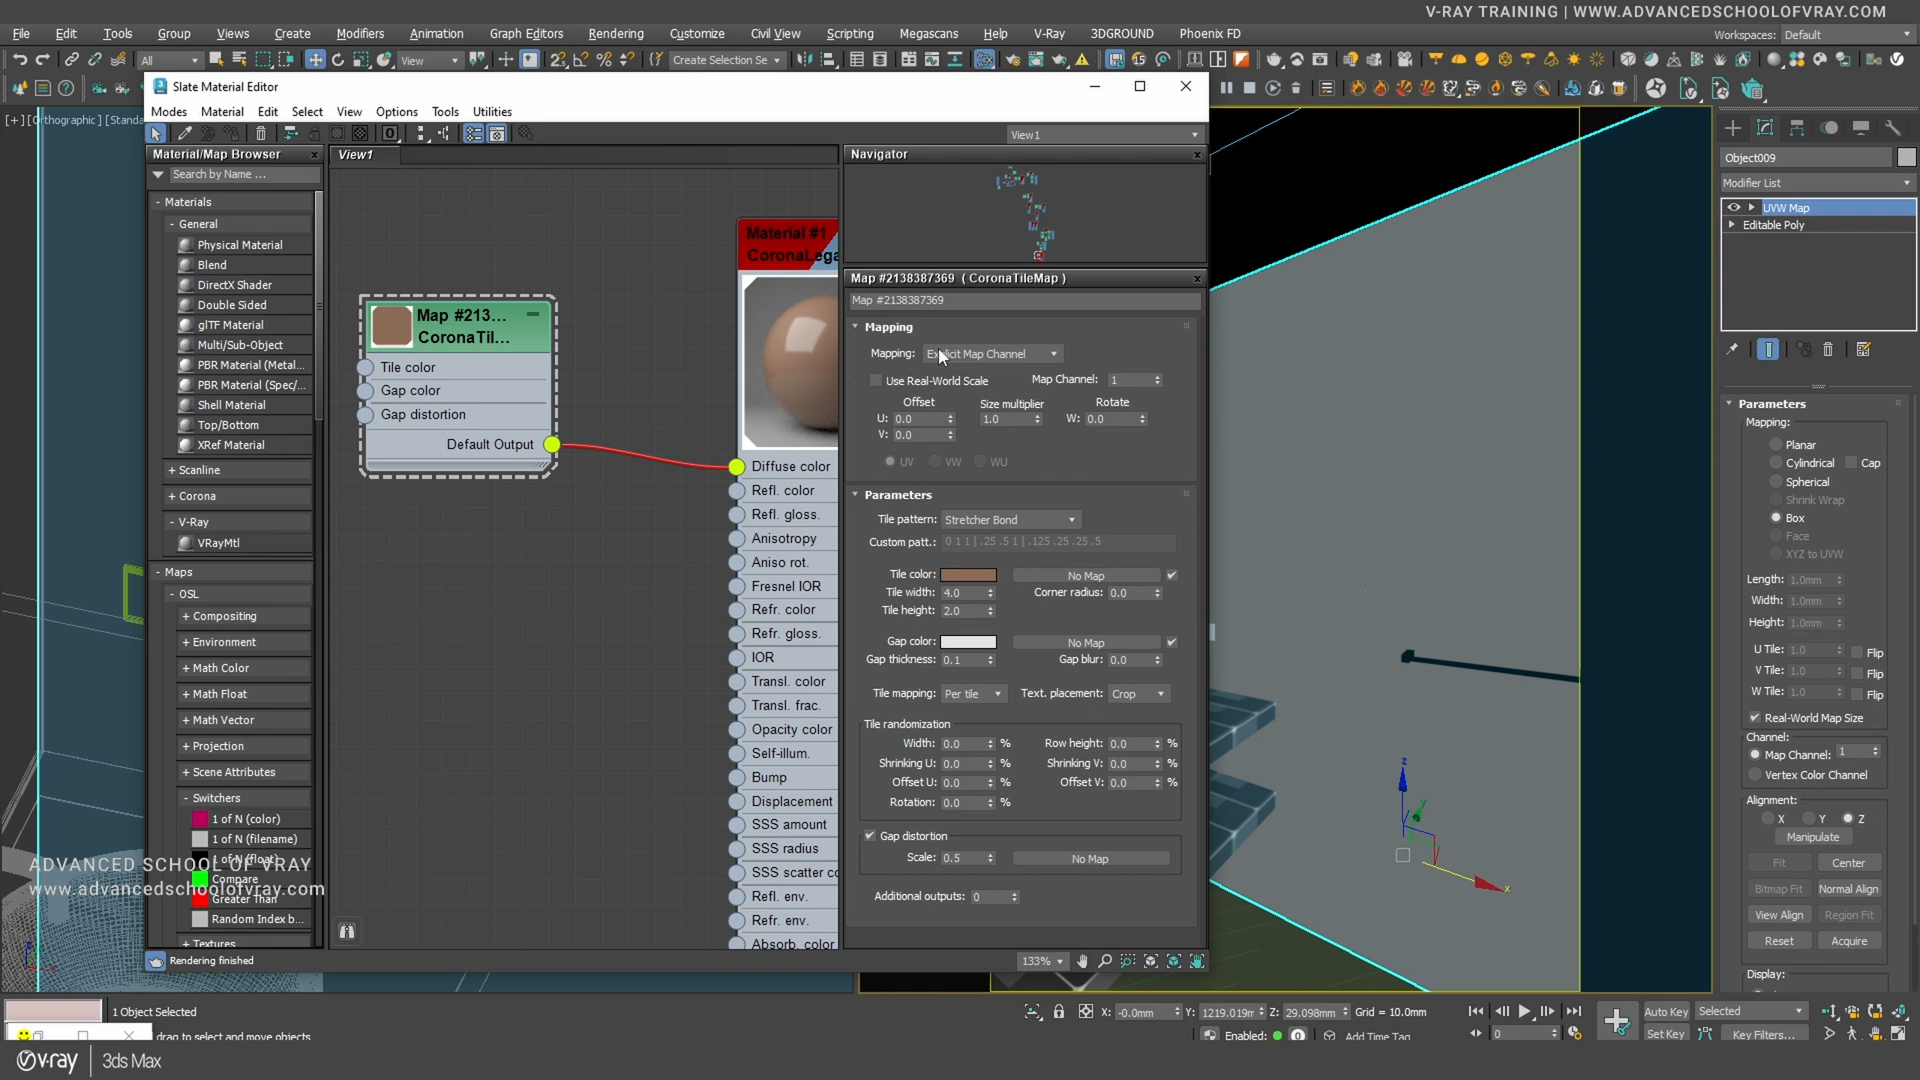 V-RAY TRAINING | WWW.ADVANCEDSCHOOLOFVRAY.COM
File Edit Tools Group Views Create Modifiers Animation Graph Editors Rendering Customize Civil View Scripting Megascans Help V-Ray 3DGROUND Phoenix FD Workspaces: Default
All View Create Selection Se
Slate Material Editor
Modes Material Edit Select View Options Tools Utilities
[+] [Orthographic ] [Standa
View1
Material/Map Browser
View1
Navigator
Search by Name ...
- Materials
- General
Physical Material
Blend
DirectX Shader
Double Sided
glTF Material
Multi/Sub-Object
PBR Material (Metal...
PBR Material (Spec/...
Shell Material
Top/Bottom
XRef Material
+ Scanline
+ Corona
- V-Ray
VRayMtl
- Maps
- OSL
+ Compositing
+ Environment
+ Math Color
+ Math Float
+ Math Vector
+ Projection
+ Scene Attributes
- Switchers
1 of N (color)
1 of N (filename)
1 of N (float)
Compare
Greater Than
Random Index b...
+ Textures
ADVANCED SCHOOL OF VRAY
www.advancedschoolofvray.com
Map #213...
CoronaTil...
Tile color
Gap color
Gap distortion
Default Output
Material #1
CoronaLega
Diffuse color
Refl. color
Refl. gloss.
Anisotropy
Aniso rot.
Fresnel IOR
Refr. color
Refr. gloss.
IOR
Transl. color
Transl. frac.
Opacity color
Self-illum.
Bump
Displacement
SSS amount
SSS radius
SSS scatter co
Refl. env.
Refr. env.
Absorb. color
Map #2138387369 ( CoronaTileMap )
Map #2138387369
Mapping
Mapping: Explicit Map Channel
Use Real-World Scale Map Channel: 1
Offset Size multiplier Rotate
U: 0.0 1.0 W: 0.0
V: 0.0
UV VW WU
Parameters
Tile pattern: Stretcher Bond
Custom patt.: 0 1 1 | .25 .5 1 | .125 .25 .25 .5
Tile color: No Map
Tile width: 4.0 Corner radius: 0.0
Tile height: 2.0
Gap color: No Map
Gap thickness: 0.1 Gap blur: 0.0
Tile mapping: Per tile Text. placement: Crop
Tile randomization
Width: 0.0 % Row height: 0.0 %
Shrinking U: 0.0 % Shrinking V: 0.0 %
Offset U: 0.0 % Offset V: 0.0 %
Rotation: 0.0 %
Gap distortion
Scale: 0.5 No Map
Additional outputs: 0
Rendering finished
133%
Object009
Modifier List
UVW Map
Editable Poly
Parameters
Mapping:
Planar
Cylindrical Cap
Spherical
Shrink Wrap
Box
Face
XYZ to UVW
Length: 1.0mm
Width: 1.0mm
Height: 1.0mm
U Tile: 1.0 Flip
V Tile: 1.0 Flip
W Tile: 1.0 Flip
Real-World Map Size
Channel:
Map Channel: 1
Vertex Color Channel
Alignment:
X Y Z
Manipulate
Fit Center
Bitmap Fit Normal Align
View Align Region Fit
Reset Acquire
Display:
z
y
x
1 Object Selected
drag to select and move objects
X: -0.0mm Y: 1219.019m Z: 29.098mm Grid = 10.0mm
Enabled: 0 Add Time Tag
0
Auto Key Selected
Set Key Key Filters...
v-ray | 3ds Max